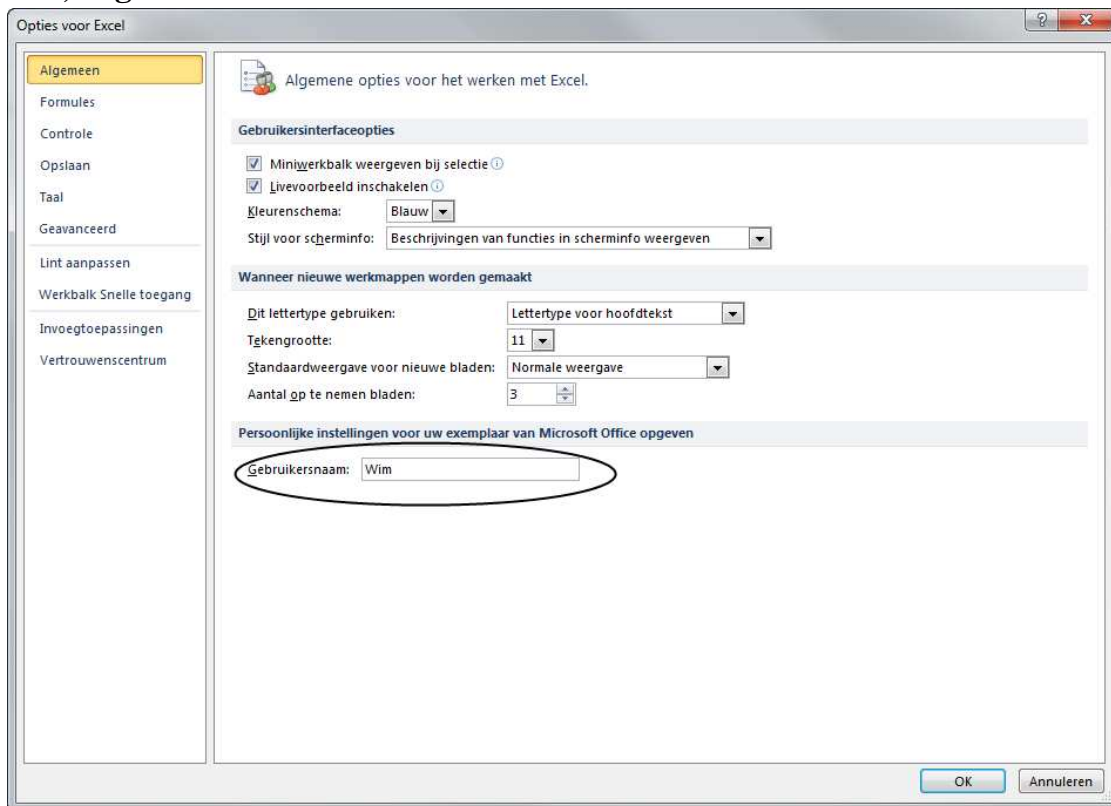 Opties voor Excel
Algemeen
Formules
Controle
Opslaan
Taal
Geavanceerd
Lint aanpassen
Werkbalk Snelle toegang
Invoegtoepassingen
Vertrouwenscentrum
Algemene opties voor het werken met Excel.
Gebruikersinterfaceopties
Miniwerkbalk weergeven bij selectie
Livevoorbeeld inschakelen
Kleurenschema: Blauw
Stijl voor scherminfo: Beschrijvingen van functies in scherminfo weergeven
Wanneer nieuwe werkmappen worden gemaakt
Dit lettertype gebruiken: Lettertype voor hoofdtekst
Tekengrootte: 11
Standaardweergave voor nieuwe bladen: Normale weergave
Aantal op te nemen bladen: 3
Persoonlijke instellingen voor uw exemplaar van Microsoft Office opgeven
Gebruikersnaam: Wim
OK Annuleren